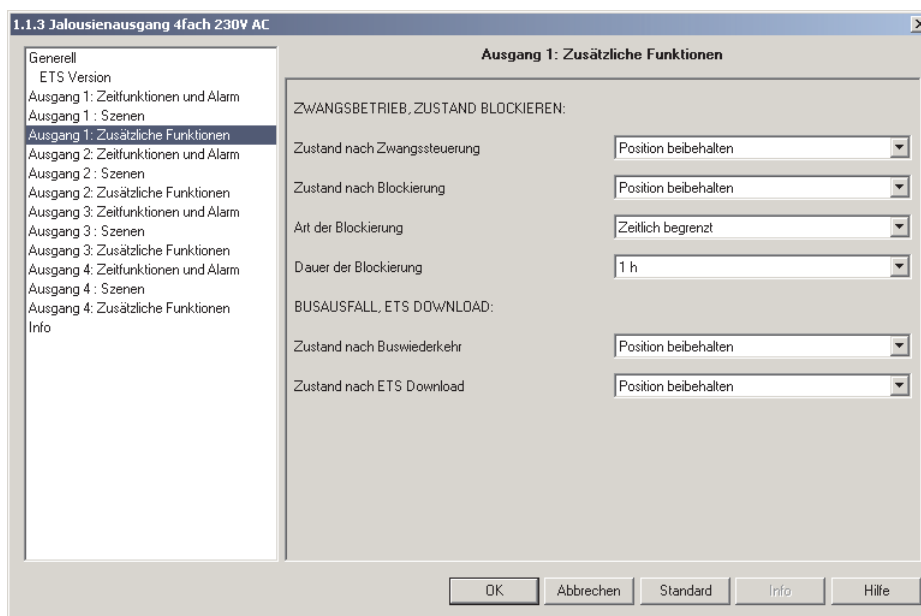 1.1.3 Jalousienausgang 4fach 230V AC
Generell
ETS Version
Ausgang 1: Zeitfunktionen und Alarm
Ausgang 1 : Szenen
Ausgang 1: Zusätzliche Funktionen
Ausgang 2: Zeitfunktionen und Alarm
Ausgang 2 : Szenen
Ausgang 2: Zusätzliche Funktionen
Ausgang 3: Zeitfunktionen und Alarm
Ausgang 3 : Szenen
Ausgang 3: Zusätzliche Funktionen
Ausgang 4: Zeitfunktionen und Alarm
Ausgang 4 : Szenen
Ausgang 4: Zusätzliche Funktionen
Info
Ausgang 1: Zusätzliche Funktionen
ZWANGSBETRIEB, ZUSTAND BLOCKIEREN:
Zustand nach Zwangssteuerung Position beibehalten
Zustand nach Blockierung Position beibehalten
Art der Blockierung Zeitlich begrenzt
Dauer der Blockierung 1 h
BUSAUSFALL, ETS DOWNLOAD:
Zustand nach Buswiederkehr Position beibehalten
Zustand nach ETS Download Position beibehalten
OK Abbrechen Standard Info Hilfe